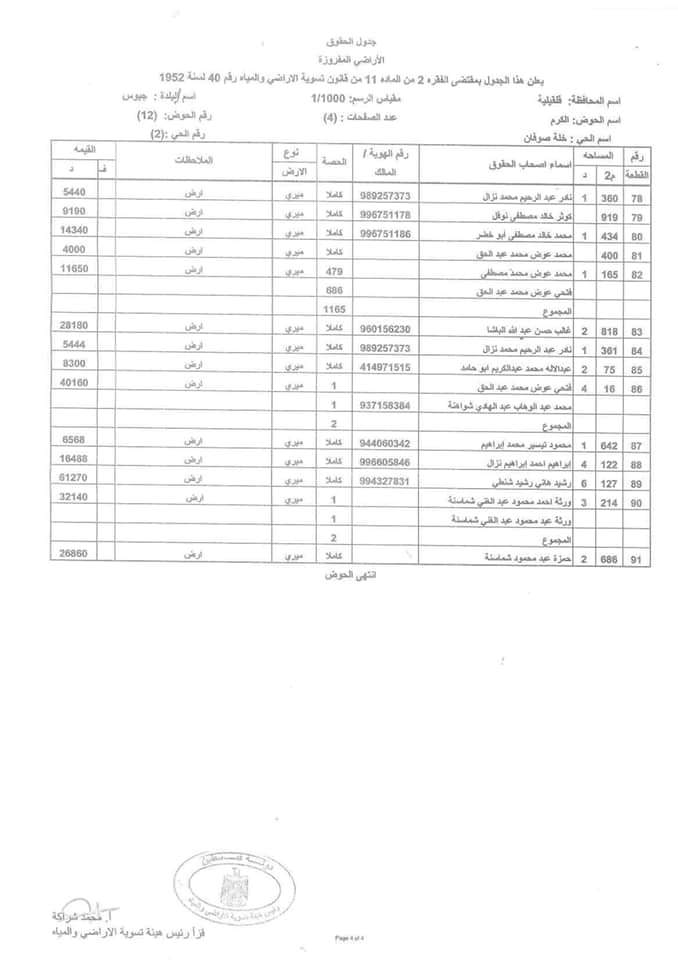 جدول الحقوق
الأراضي المفروزة
يعلن هذا الجدول بمقتضى الفقره 2 من الماده 11 من قانون تسوية الاراضي والمياه رقم 40 لسنة 1952
اسم المحافظة: قلقيلية مقياس الرسم: 1/1000 اسم البلدة : جيوس
اسم الحوض: الكرم عدد الصفحات : (4) رقم الحوض: (12)
اسم الحي : خلة صوفان رقم الحي :(2)
رقم القطعة المساحه م2 د اسماء اصحاب الحقوق رقم الهوية / المالك الحصة نوع الارض الملاحظات القيمه ف د
78 360 1 نادر عبد الرحيم محمد نزال 989257373 كاملا ميري ارض 5440
79 919 كوثر خالد مصطفى نوفل 996751178 كاملا ميري ارض 9190
80 434 1 محمد خالد مصطفى أبو خضر 996751186 كاملا ميري ارض 14340
81 400 محمد عوض محمد عبد الحق كاملا ميري ارض 4000
82 165 1 محمد عوض محمد مصطفى 479 ميري ارض 11650
فتحي عوض محمد عبد الحق 686
المجموع 1165
83 818 2 غالب حسن عبد الله الباشا 960156230 كاملا ميري ارض 28180
84 361 1 نادر عبد الرحيم محمد نزال 989257373 كاملا ميري ارض 5444
85 75 2 عبدالاله محمد عبدالكريم ابو حامد 414971515 كاملا ميري ارض 8300
86 16 4 فتحي عوض محمد عبد الحق 1 ميري ارض 40160
محمد عبد الوهاب عبد الهادي شواهنة 937158384 1
المجموع 2
87 642 1 محمود تيسير محمد إبراهيم 944060342 كاملا ميري ارض 6568
88 122 4 إبراهيم احمد إبراهيم نزال 996605846 كاملا ميري ارض 16488
89 127 6 رشيد هاني رشيد شنطي 994327831 كاملا ميري ارض 61270
90 214 3 ورثة احمد محمود عبد الغني شماسنة 1 ميري ارض 32140
ورثة عبد محمود عبد الغني شماسنة 1
المجموع 2
91 686 2 حمزة عبد محمود شماسنة كاملا ميري ارض 26860
انتهى الحوض
دولة فلسطين
رئيس هيئة تسوية الاراضي والمياه
أ. محمد شراكة
ق.أ رئيس هيئة تسوية الاراضي والمياه
Page 4 of 4